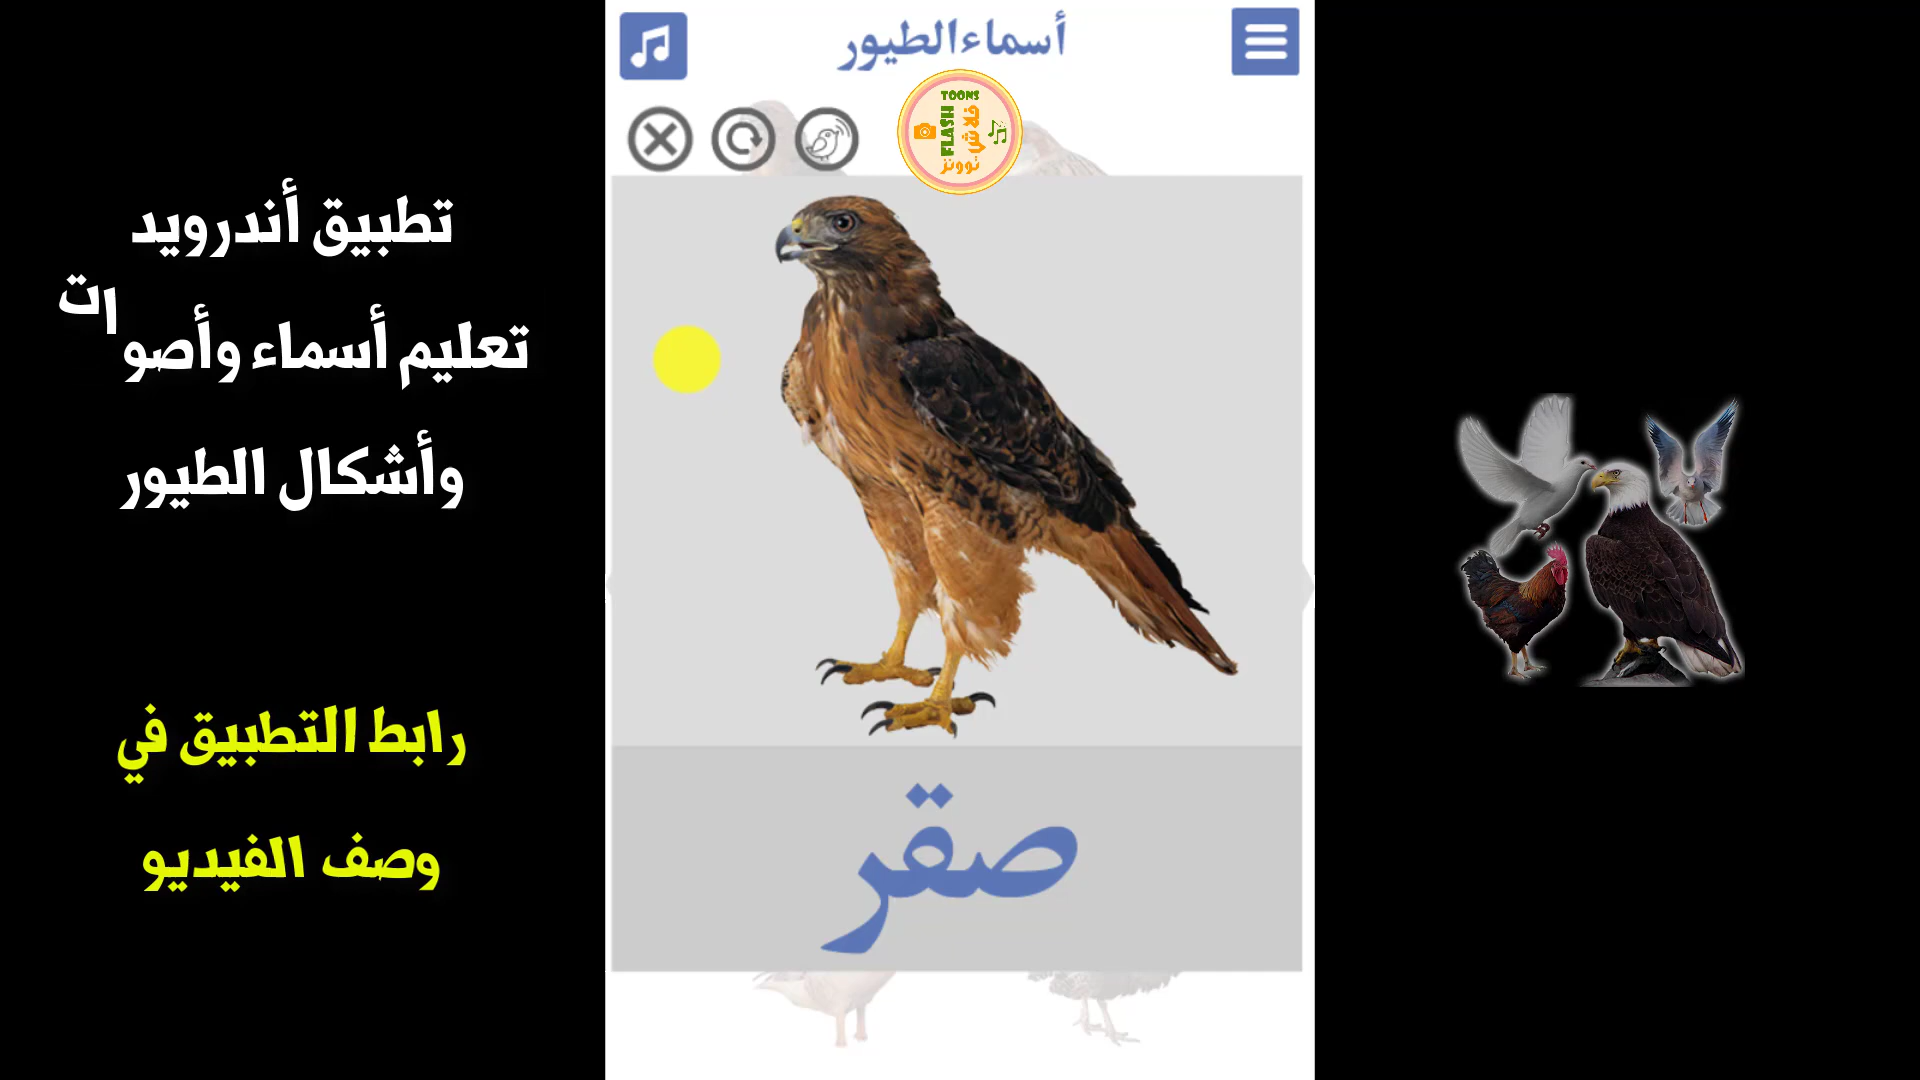 أسماء الطيور
TOONS
FLASH
فلاش
توونز
تطبيق أندرويد
تعليم أسماء وأصوات
وأشكال الطيور
رابط التطبيق في
وصف الفيديو
صقر